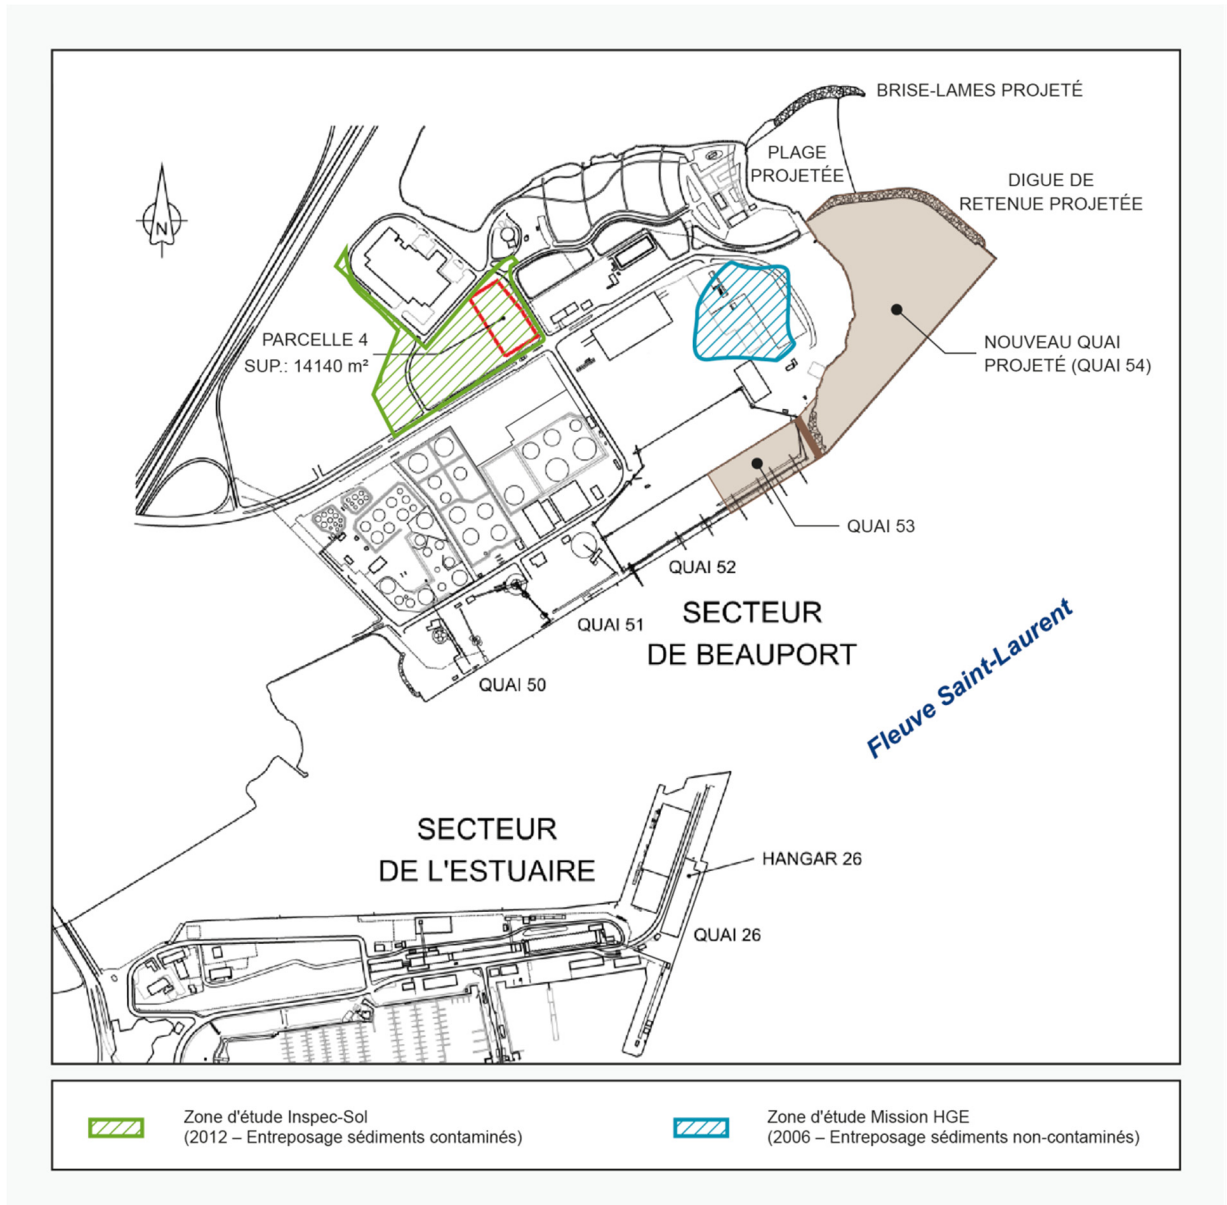 BRISE-LAMES PROJETÉ
PLAGE
PROJETÉE
DIGUE DE
RETENUE PROJETÉE
N
PARCELLE 4
SUP.: 14140 m²
NOUVEAU QUAI
PROJETÉ (QUAI 54)
QUAI 53
QUAI 52
QUAI 51
QUAI 50
SECTEUR
DE BEAUPORT
Fleuve Saint-Laurent
SECTEUR
DE L'ESTUAIRE
HANGAR 26
QUAI 26
Zone d'étude Inspec-Sol
(2012 – Entreposage sédiments contaminés)
Zone d'étude Mission HGE
(2006 – Entreposage sédiments non-contaminés)